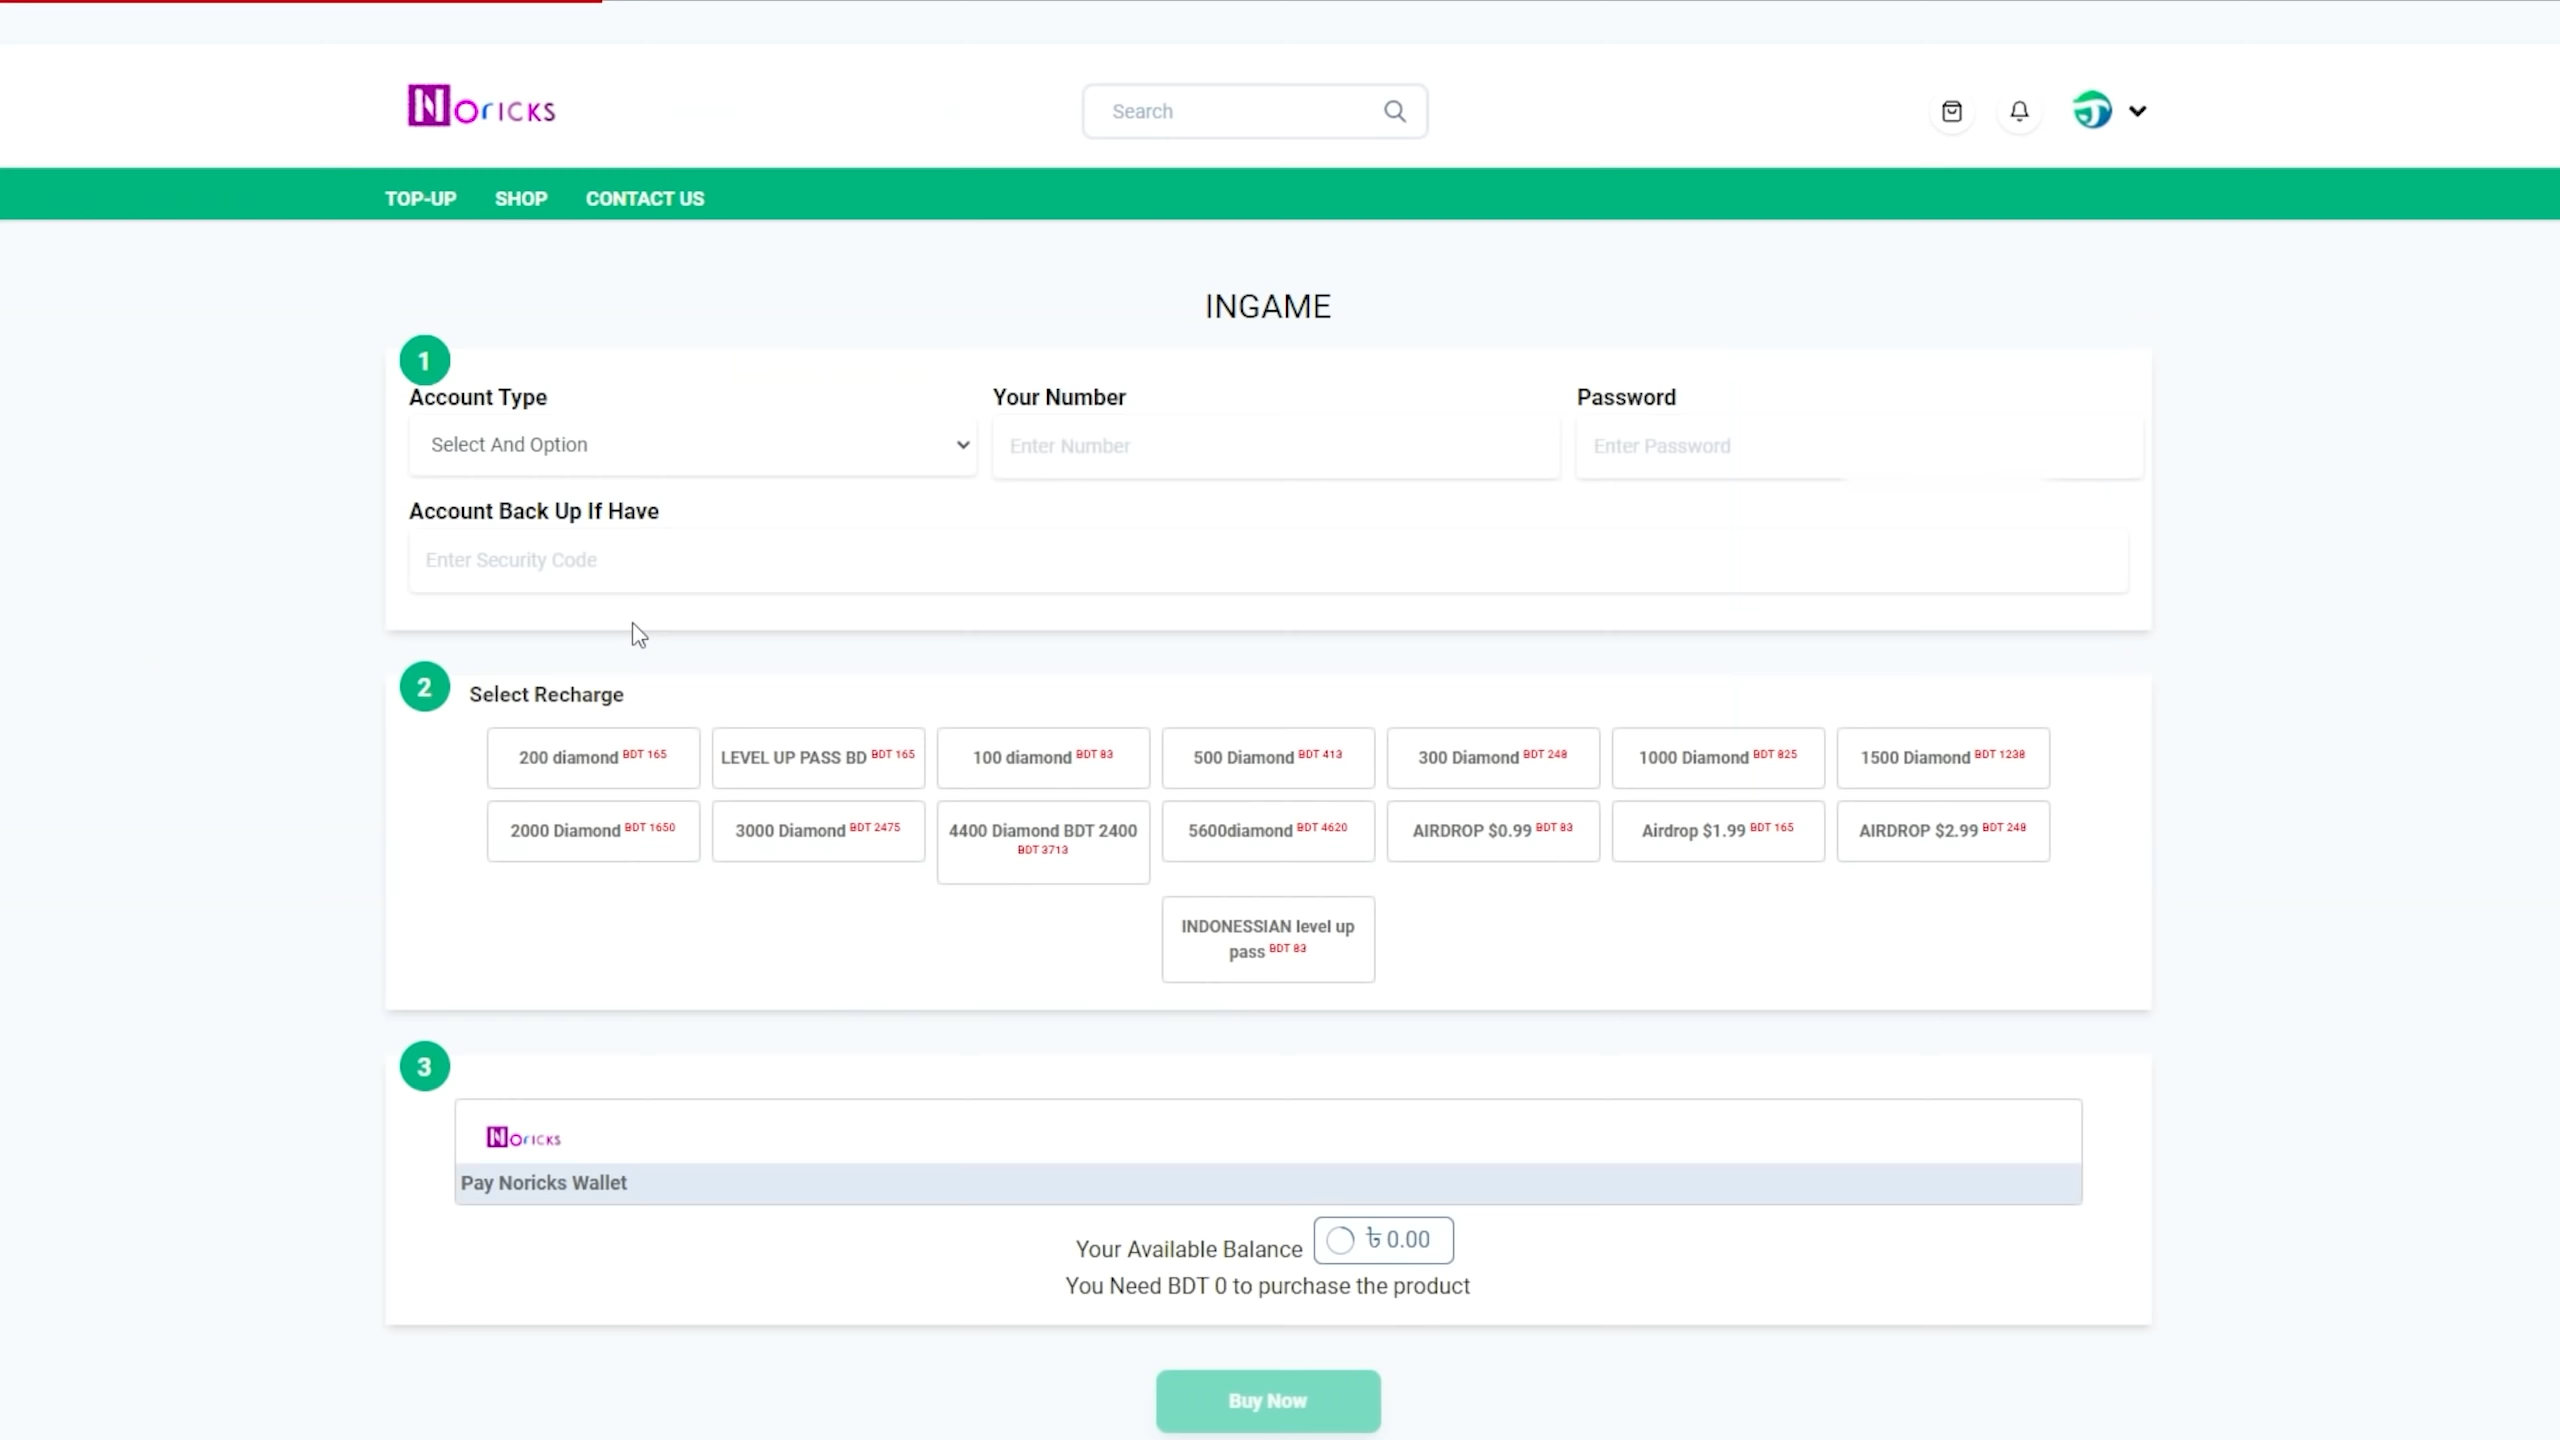 Noricks
Search
TOP-UP SHOP CONTACT US
INGAME
1
Account Type Your Number Password
Select And Option Enter Number Enter Password
Account Back Up If Have
Enter Security Code
2 Select Recharge
200 diamond BDT 165 LEVEL UP PASS BD BDT 165 100 diamond BDT 83 500 Diamond BDT 413 300 Diamond BDT 248 1000 Diamond BDT 825 1500 Diamond BDT 1238
2000 Diamond BDT 1650 3000 Diamond BDT 2475 4400 Diamond BDT 2400 5600diamond BDT 4620 AIRDROP $0.99 BDT 83 Airdrop $1.99 BDT 165 AIRDROP $2.99 BDT 248
BDT 3713
INDONESSIAN level up
pass BDT 83
3
Noricks
Pay Noricks Wallet
Your Available Balance ৳ 0.00
You Need BDT 0 to purchase the product
Buy Now